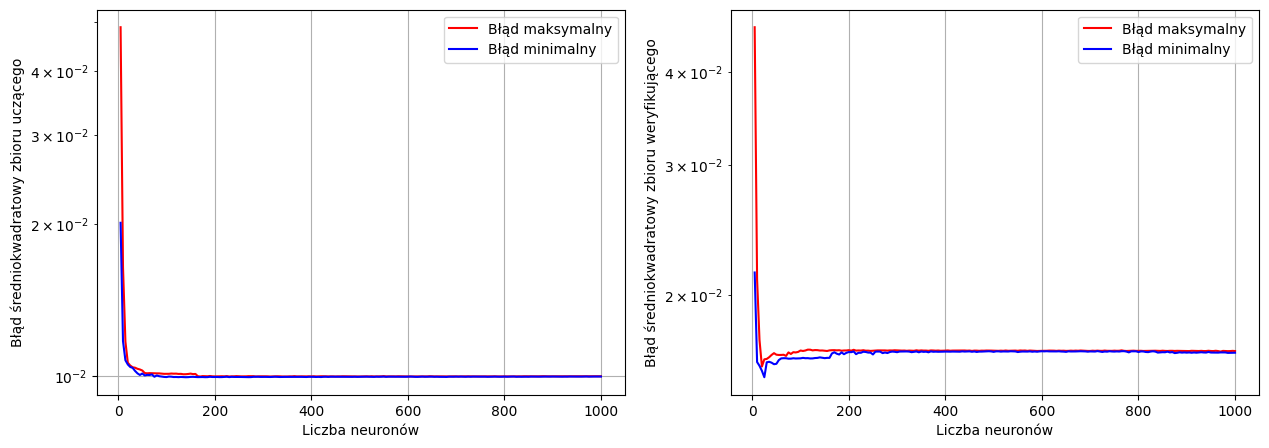 Błąd średniokwadratowy zbioru uczącego
4 × 10⁻²
3 × 10⁻²
2 × 10⁻²
10⁻²
0 200 400 600 800 1000
Liczba neuronów
Błąd maksymalny
Błąd minimalny
Błąd średniokwadratowy zbioru weryfikującego
4 × 10⁻²
3 × 10⁻²
2 × 10⁻²
0 200 400 600 800 1000
Liczba neuronów
Błąd maksymalny
Błąd minimalny